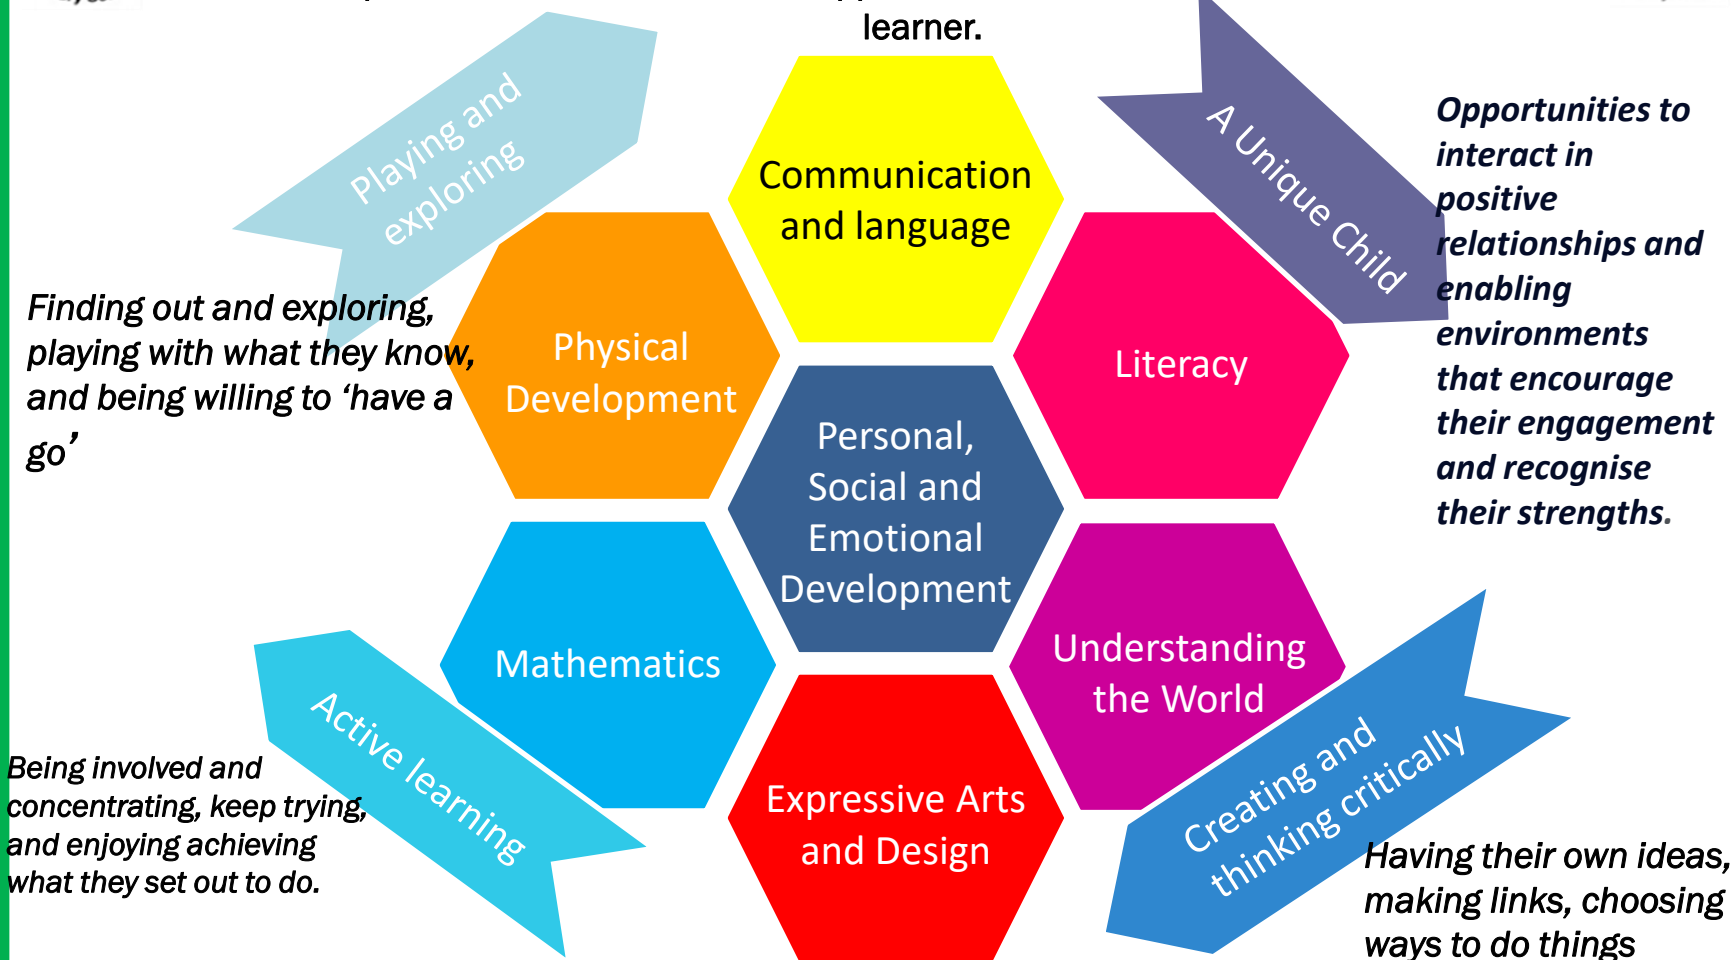 learner.
Playing and
exploring
Communication
and language
A Unique Child
Opportunities to
interact in
positive
relationships and
enabling
environments
that encourage
their engagement
and recognise
their strengths.
Finding out and exploring,
playing with what they know,
and being willing to ‘have a
go’
Physical
Development
Literacy
Personal,
Social and
Emotional
Development
Mathematics
Understanding
the World
Active learning
Being involved and
concentrating, keep trying,
and enjoying achieving
what they set out to do.
Expressive Arts
and Design
Creating and
thinking critically
Having their own ideas,
making links, choosing
ways to do things